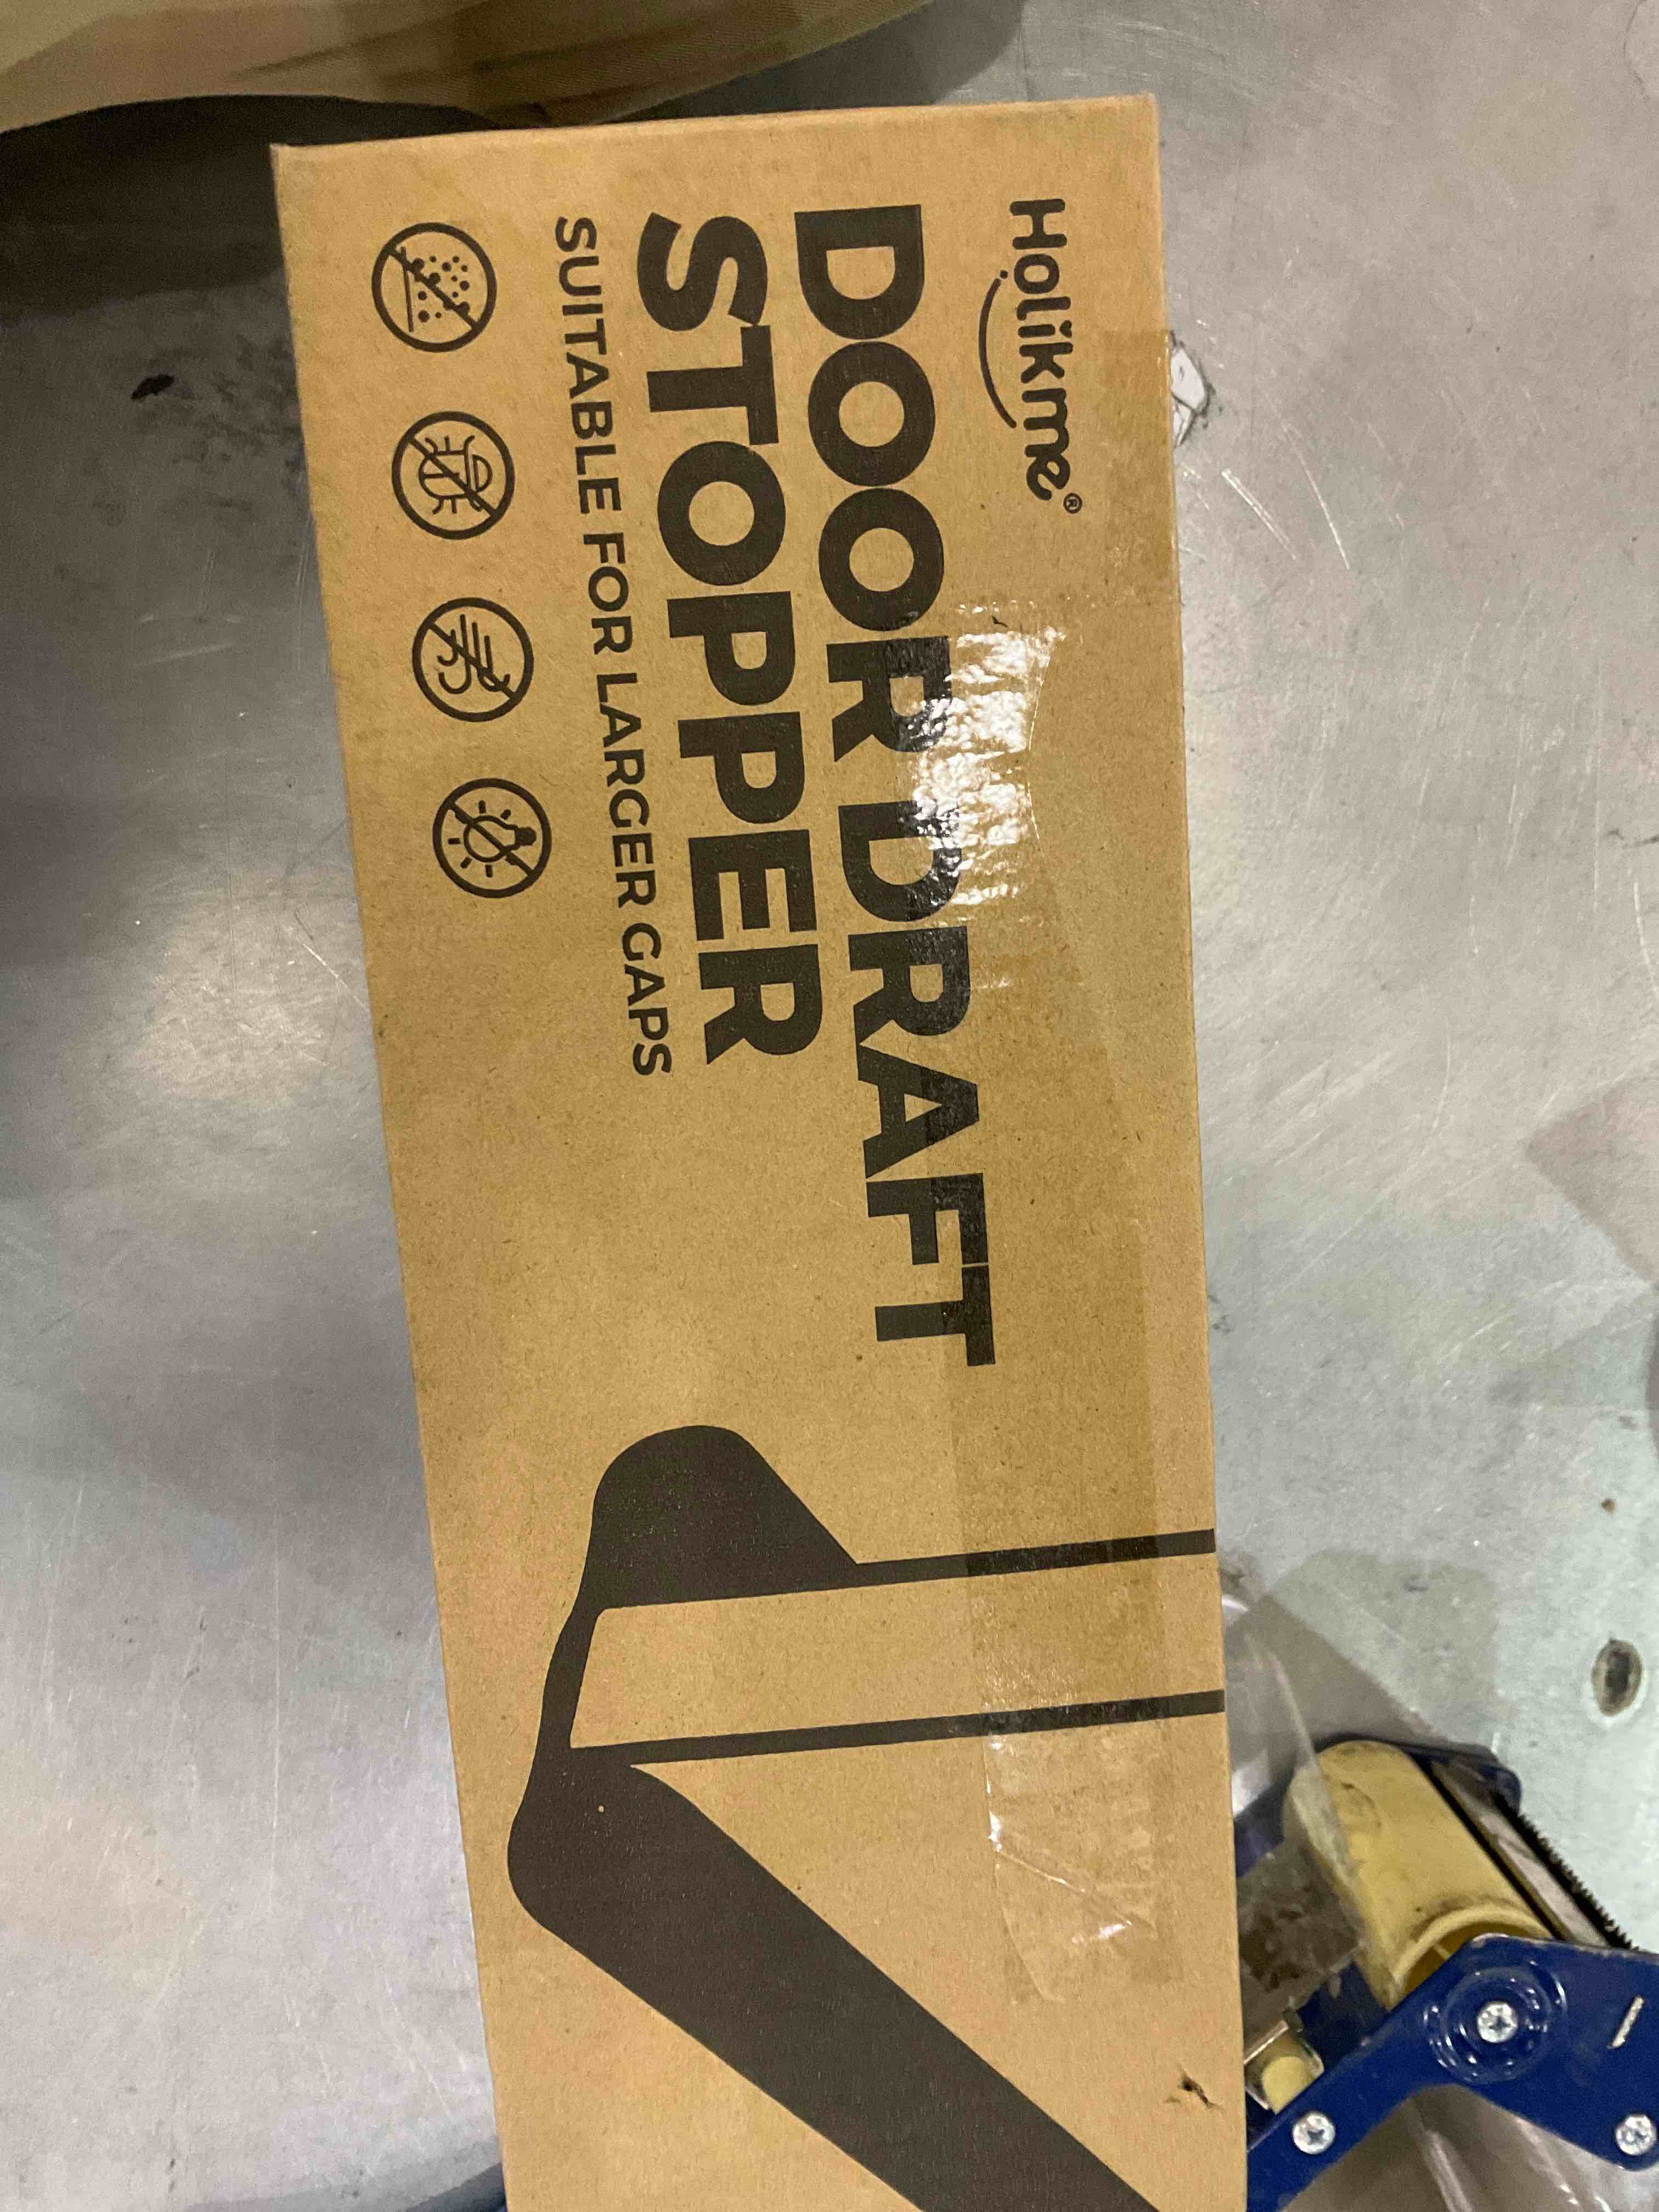 Holikme®
DOOR DRAFT
STOPPER
SUITABLE FOR LARGER GAPS